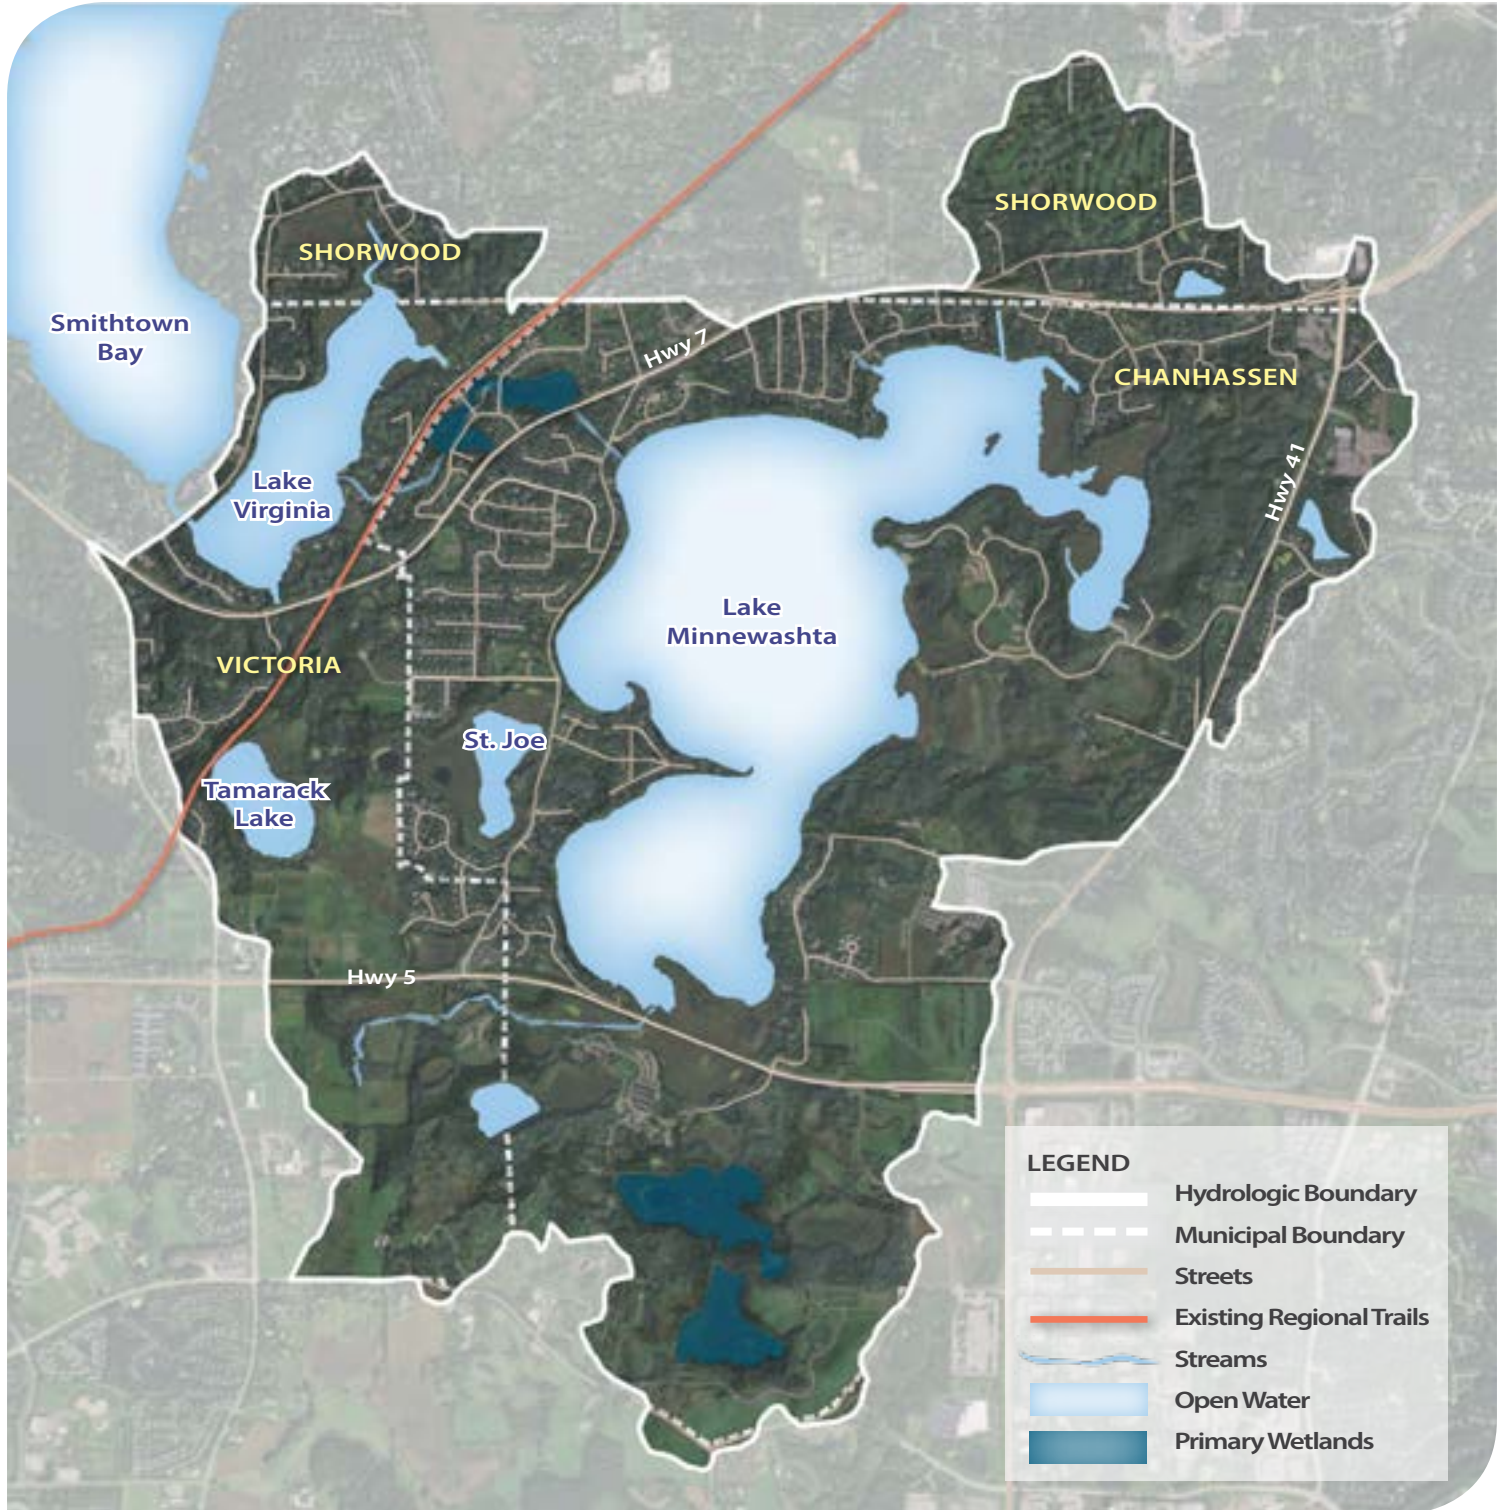 SHORWOOD
SHORWOOD
Smithtown
Bay
Hwy 7
CHANHASSEN
Hwy 41
Lake
Virginia
Lake
Minnewashta
VICTORIA
St. Joe
Tamarack
Lake
Hwy 5
LEGEND
Hydrologic Boundary
Municipal Boundary
Streets
Existing Regional Trails
Streams
Open Water
Primary Wetlands